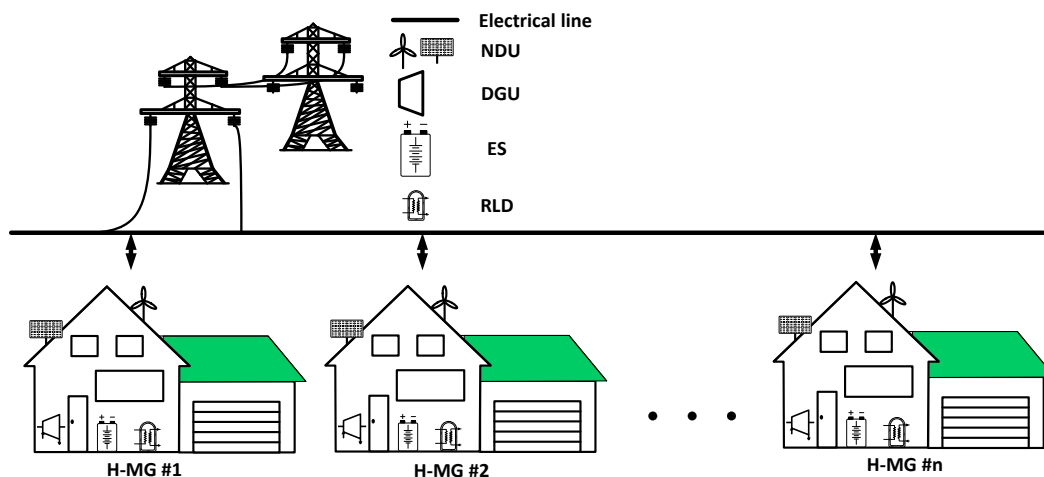 Electrical line
NDU
DGU
+ −
ES
RLD
+ −
+ −
+ −
H-MG #1
H-MG #2
• • •
H-MG #n